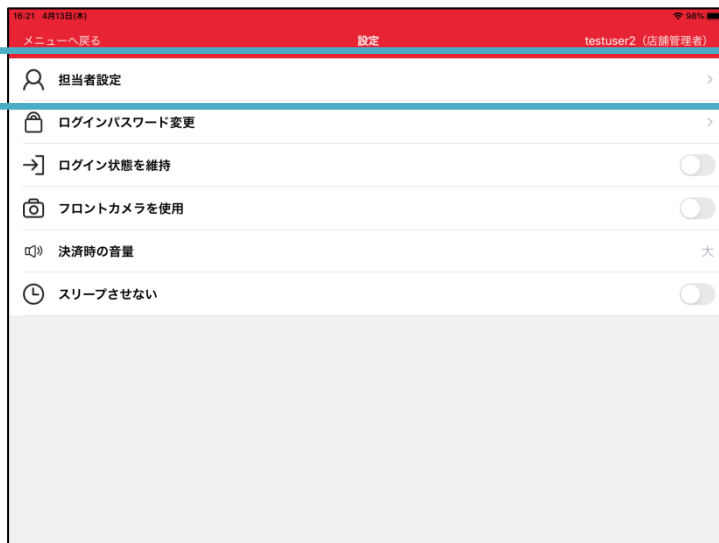 16:21 4月13日(木) 98%
メニューへ戻る 設定 testuser2（店舗管理者）
担当者設定
ログインパスワード変更
ログイン状態を維持
フロントカメラを使用
決済時の音量 大
スリープさせない